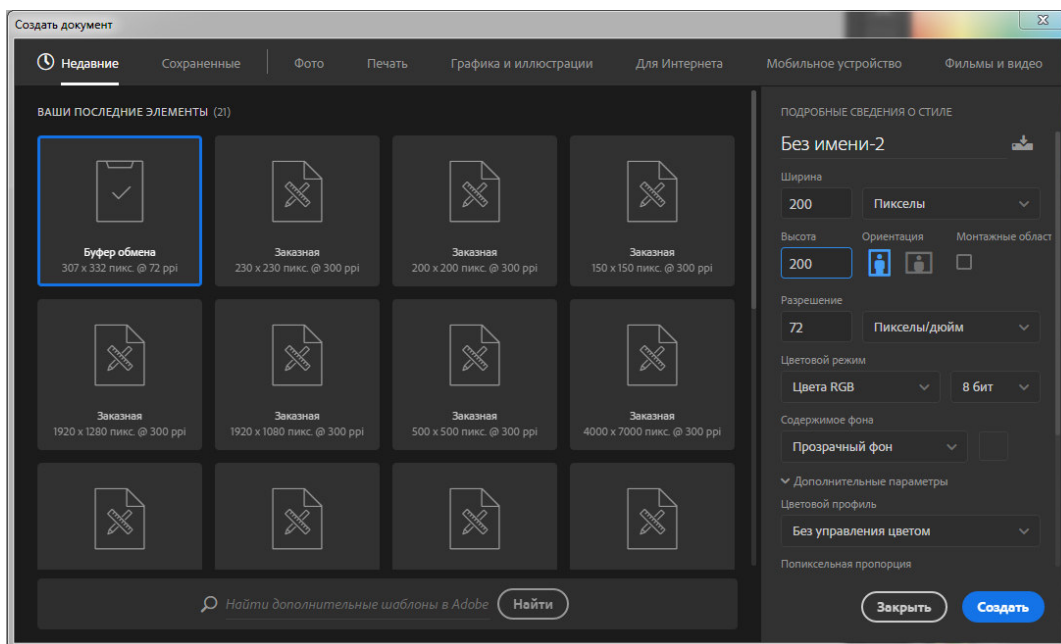 Создать документ
Недавние Сохраненные Фото Печать Графика и иллюстрации Для Интернета Мобильное устройство Фильмы и видео
ВАШИ ПОСЛЕДНИЕ ЭЛЕМЕНТЫ (21)
Буфер обмена
307 x 332 пикс. @ 72 ppi
Заказная
230 x 230 пикс. @ 300 ppi
Заказная
200 x 200 пикс. @ 300 ppi
Заказная
150 x 150 пикс. @ 300 ppi
Заказная
1920 x 1280 пикс. @ 300 ppi
Заказная
1920 x 1080 пикс. @ 300 ppi
Заказная
500 x 500 пикс. @ 300 ppi
Заказная
4000 x 7000 пикс. @ 300 ppi
Найти дополнительные шаблоны в Adobe Найти
ПОДРОБНЫЕ СВЕДЕНИЯ О СТИЛЕ
Без имени-2
Ширина
200 Пикселы
Высота Ориентация Монтажные област
200
Разрешение
72 Пикселы/дюйм
Цветовой режим
Цвета RGB 8 бит
Содержимое фона
Прозрачный фон
Дополнительные параметры
Цветовой профиль
Без управления цветом
Попиксельная пропорция
Закрыть Создать